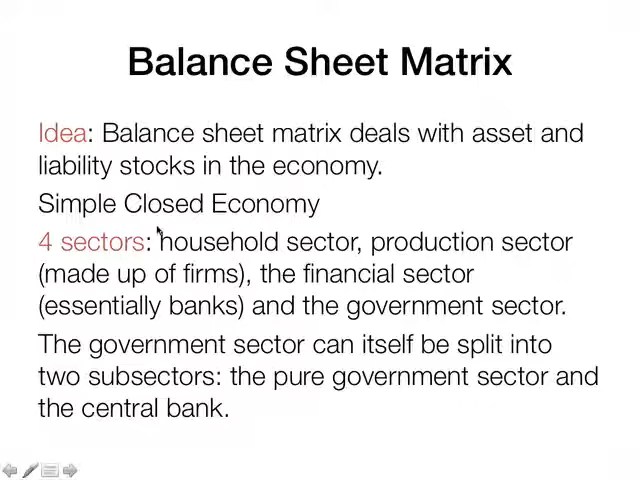 Balance Sheet Matrix
Idea: Balance sheet matrix deals with asset and
liability stocks in the economy.
Simple Closed Economy
4 sectors: household sector, production sector
(made up of firms), the financial sector
(essentially banks) and the government sector.
The government sector can itself be split into
two subsectors: the pure government sector and
the central bank.